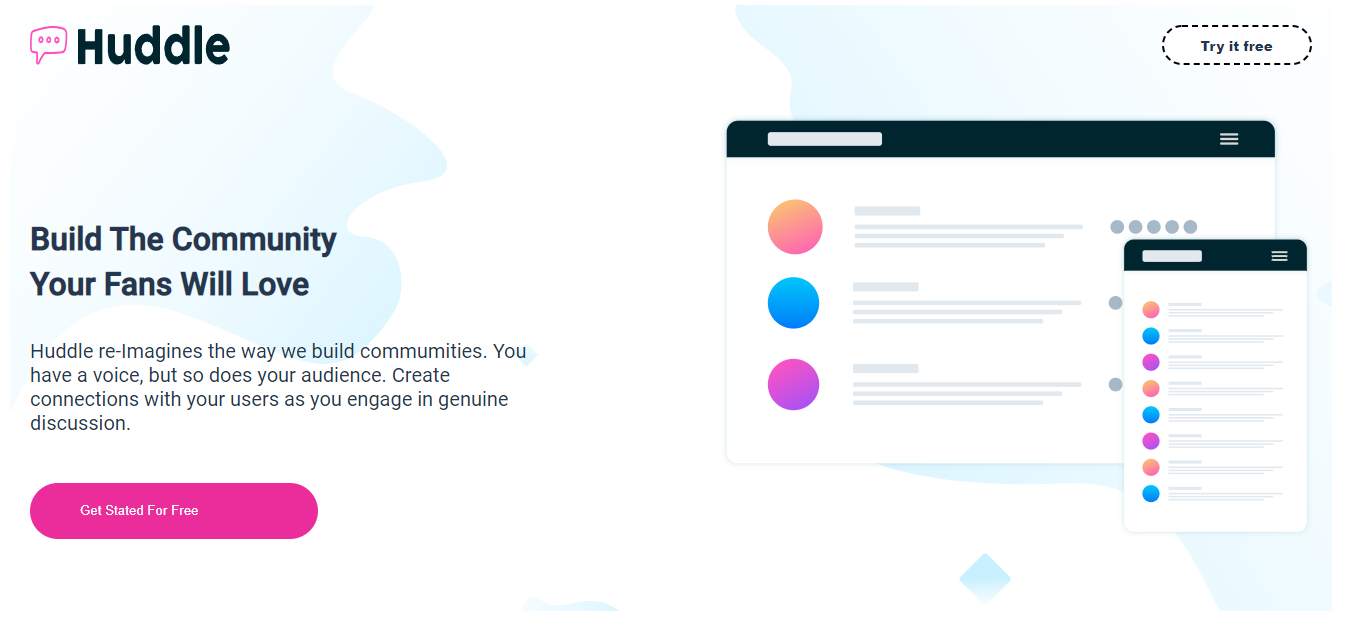 Huddle
Try it free
Build The Community
Your Fans Will Love
Huddle re-Imagines the way we build commumities. You
have a voice, but so does your audience. Create
connections with your users as you engage in genuine
discussion.
Get Stated For Free